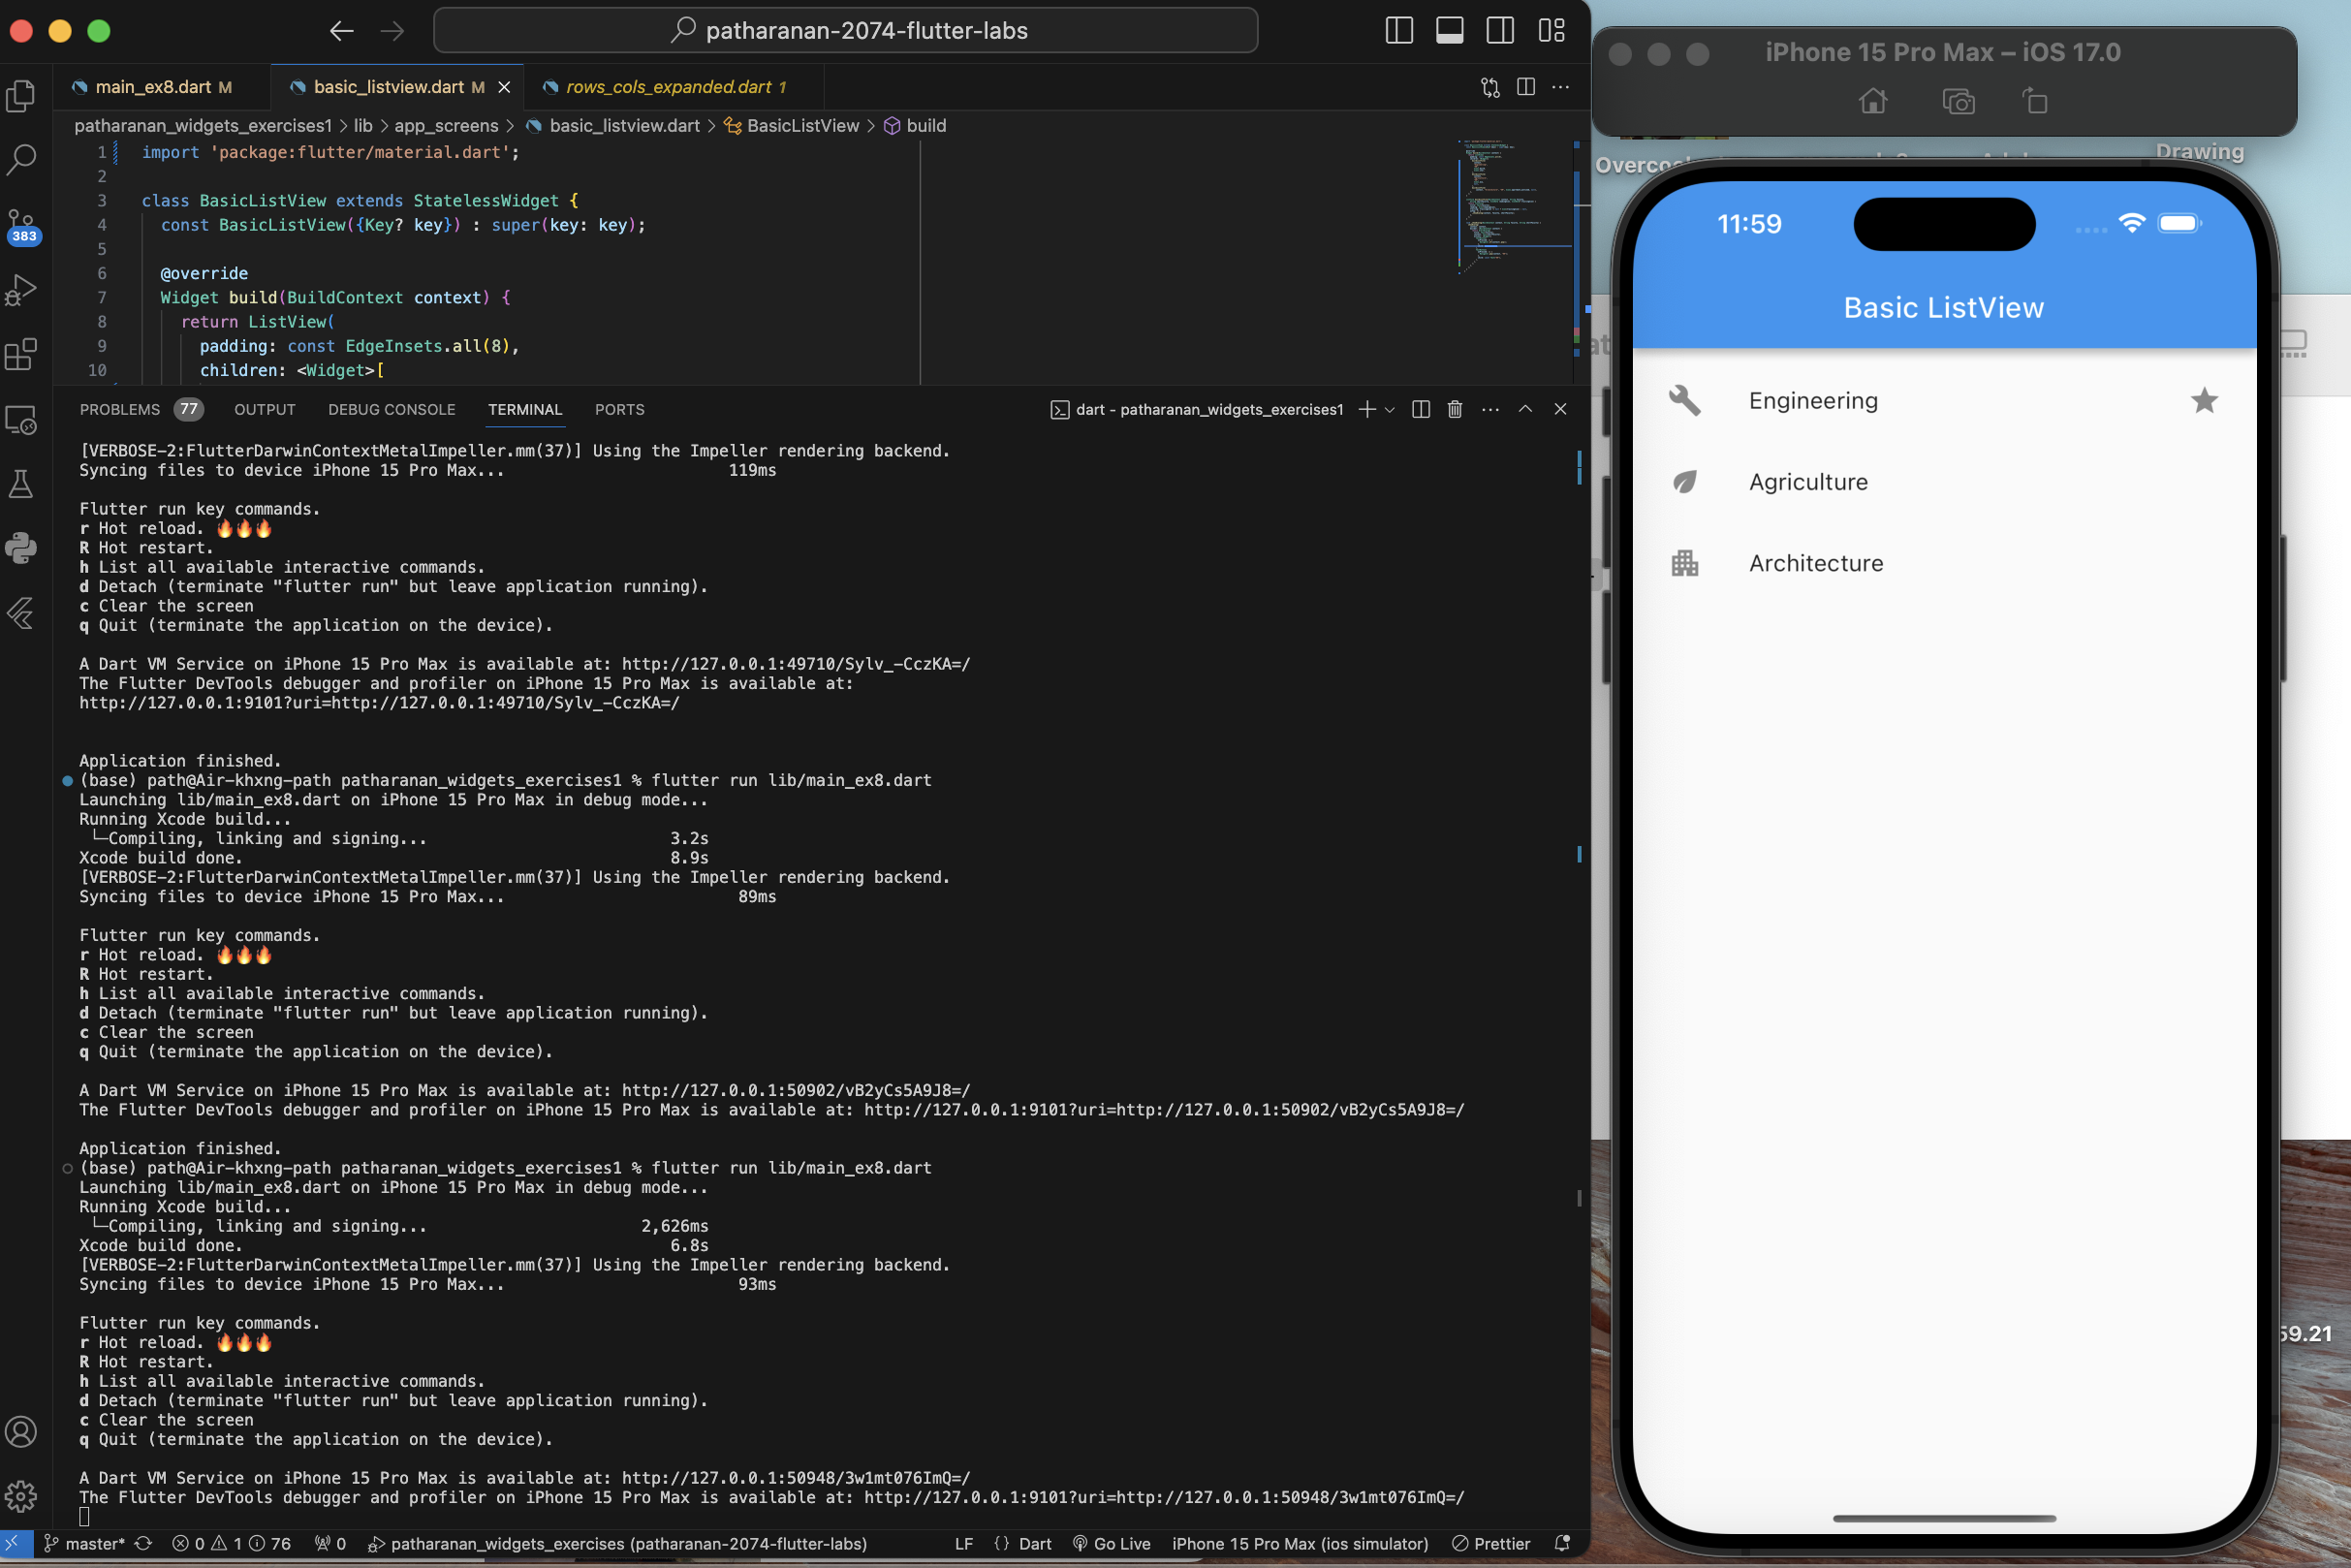 patharanan-2074-flutter-labs
main_ex8.dart M
basic_listview.dart M
rows_cols_expanded.dart 1
patharanan_widgets_exercises1 > lib > app_screens > basic_listview.dart > BasicListView > build
383
1 import 'package:flutter/material.dart';
2
3 class BasicListView extends StatelessWidget {
4 const BasicListView({Key? key}) : super(key: key);
5
6 @override
7 Widget build(BuildContext context) {
8 return ListView(
9 padding: const EdgeInsets.all(8),
10 children: <Widget>[
PROBLEMS 77 OUTPUT DEBUG CONSOLE TERMINAL PORTS
dart - patharanan_widgets_exercises1
[VERBOSE-2:FlutterDarwinContextMetalImpeller.mm(37)] Using the Impeller rendering backend.
Syncing files to device iPhone 15 Pro Max... 119ms
Flutter run key commands.
r Hot reload. 🔥🔥🔥
R Hot restart.
h List all available interactive commands.
d Detach (terminate "flutter run" but leave application running).
c Clear the screen
q Quit (terminate the application on the device).
A Dart VM Service on iPhone 15 Pro Max is available at: http://127.0.0.1:49710/Sylv_-CczKA=/
The Flutter DevTools debugger and profiler on iPhone 15 Pro Max is available at:
http://127.0.0.1:9101?uri=http://127.0.0.1:49710/Sylv_-CczKA=/
Application finished.
(base) path@Air-khxng-path patharanan_widgets_exercises1 % flutter run lib/main_ex8.dart
Launching lib/main_ex8.dart on iPhone 15 Pro Max in debug mode...
Running Xcode build...
└─Compiling, linking and signing... 3.2s
Xcode build done. 8.9s
[VERBOSE-2:FlutterDarwinContextMetalImpeller.mm(37)] Using the Impeller rendering backend.
Syncing files to device iPhone 15 Pro Max... 89ms
Flutter run key commands.
r Hot reload. 🔥🔥🔥
R Hot restart.
h List all available interactive commands.
d Detach (terminate "flutter run" but leave application running).
c Clear the screen
q Quit (terminate the application on the device).
A Dart VM Service on iPhone 15 Pro Max is available at: http://127.0.0.1:50902/vB2yCs5A9J8=/
The Flutter DevTools debugger and profiler on iPhone 15 Pro Max is available at: http://127.0.0.1:9101?uri=http://127.0.0.1:50902/vB2yCs5A9J8=/
Application finished.
(base) path@Air-khxng-path patharanan_widgets_exercises1 % flutter run lib/main_ex8.dart
Launching lib/main_ex8.dart on iPhone 15 Pro Max in debug mode...
Running Xcode build...
└─Compiling, linking and signing... 2,626ms
Xcode build done. 6.8s
[VERBOSE-2:FlutterDarwinContextMetalImpeller.mm(37)] Using the Impeller rendering backend.
Syncing files to device iPhone 15 Pro Max... 93ms
Flutter run key commands.
r Hot reload. 🔥🔥🔥
R Hot restart.
h List all available interactive commands.
d Detach (terminate "flutter run" but leave application running).
c Clear the screen
q Quit (terminate the application on the device).
A Dart VM Service on iPhone 15 Pro Max is available at: http://127.0.0.1:50948/3w1mt076ImQ=/
The Flutter DevTools debugger and profiler on iPhone 15 Pro Max is available at: http://127.0.0.1:9101?uri=http://127.0.0.1:50948/3w1mt076ImQ=/
master* 0 1 76 0 patharanan_widgets_exercises (patharanan-2074-flutter-labs) LF {} Dart Go Live iPhone 15 Pro Max (ios simulator) Prettier
iPhone 15 Pro Max – iOS 17.0
Drawing
11:59
Basic ListView
Engineering
Agriculture
Architecture
59.21